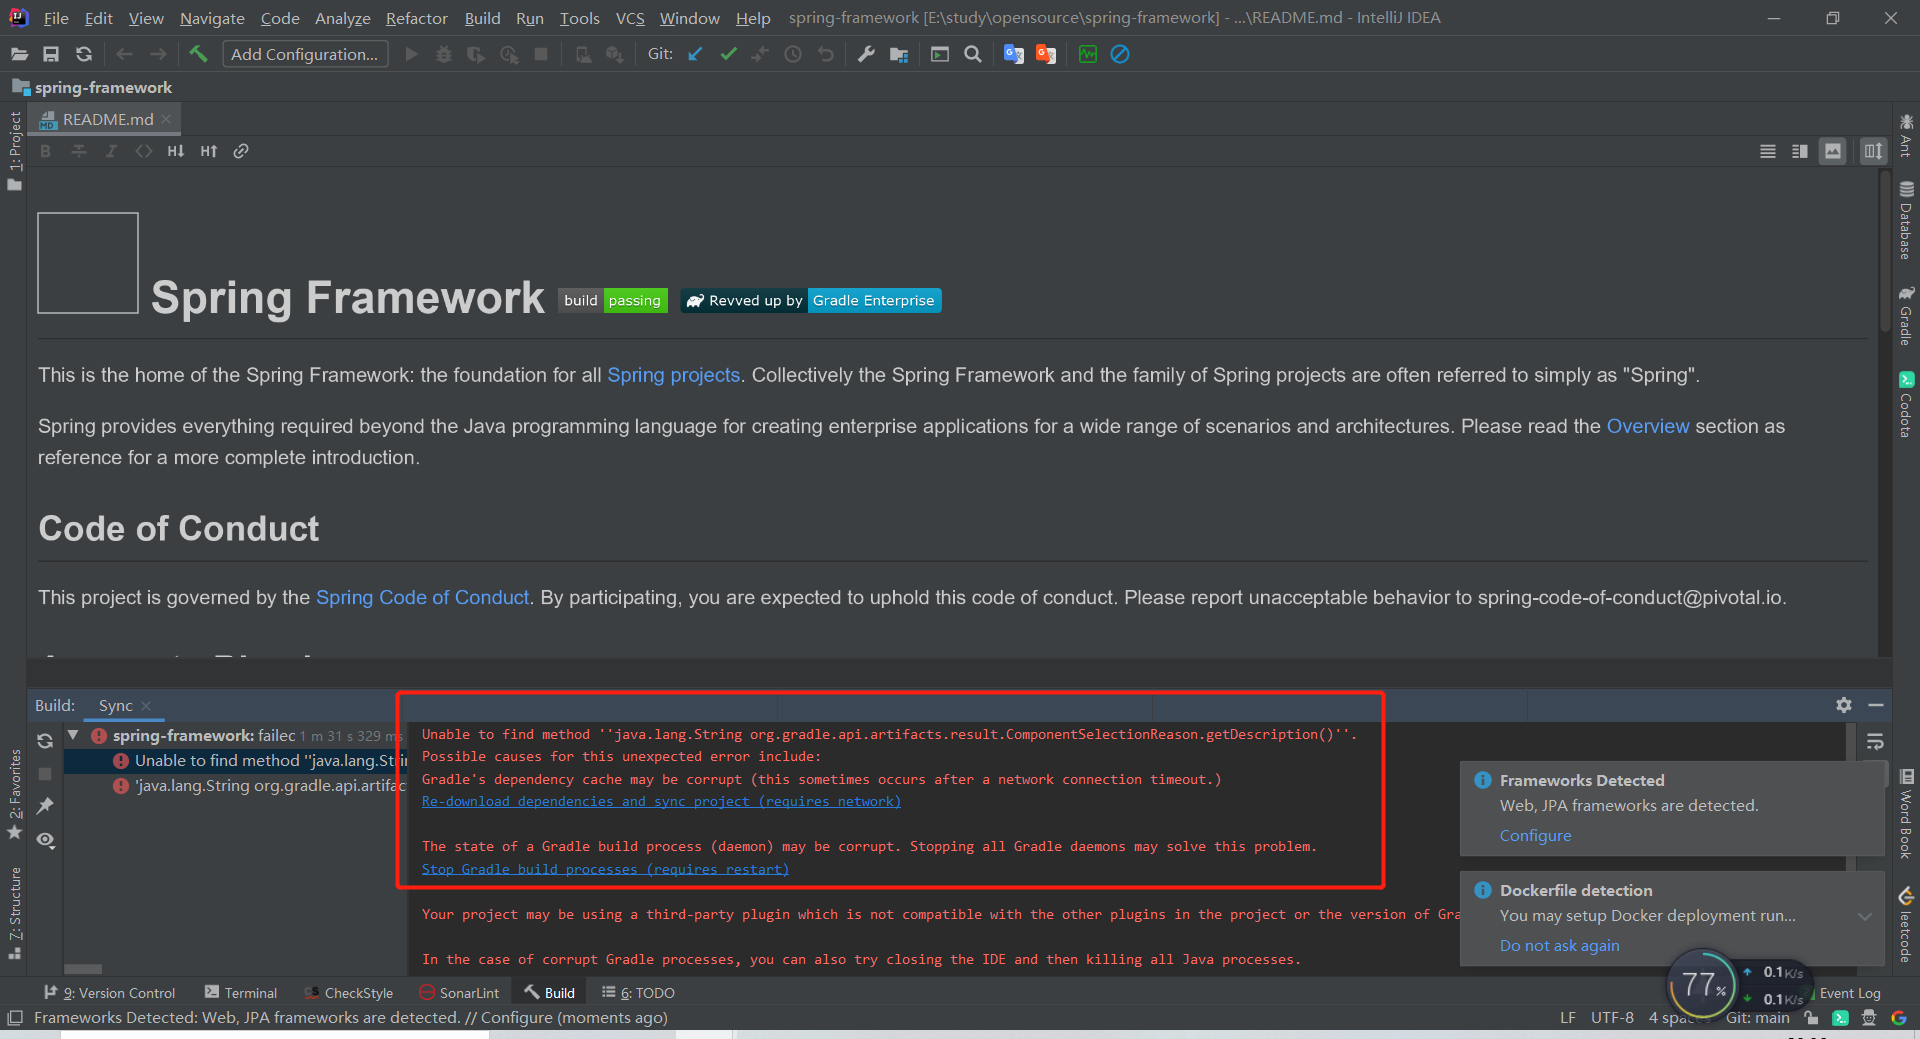 File Edit View Navigate Code Analyze Refactor Build Run Tools VCS Window Help spring-framework [E:\study\opensource\spring-framework] - ...\README.md - IntelliJ IDEA
Add Configuration... Git:
spring-framework
README.md
1: Project
Ant
Database
Gradle
Codota
Word Book
leetcode
Spring Framework build passing Revved up by Gradle Enterprise
This is the home of the Spring Framework: the foundation for all Spring projects. Collectively the Spring Framework and the family of Spring projects are often referred to simply as "Spring".
Spring provides everything required beyond the Java programming language for creating enterprise applications for a wide range of scenarios and architectures. Please read the Overview section as
reference for a more complete introduction.
Code of Conduct
This project is governed by the Spring Code of Conduct. By participating, you are expected to uphold this code of conduct. Please report unacceptable behavior to spring-code-of-conduct@pivotal.io.
Build: Sync
spring-framework: failec 1 m 31 s 329 ms
Unable to find method ''java.lang.Stri
'java.lang.String org.gradle.api.artifac
2: Favorites
7: Structure
Unable to find method ''java.lang.String org.gradle.api.artifacts.result.ComponentSelectionReason.getDescription()''.
Possible causes for this unexpected error include:
Gradle's dependency cache may be corrupt (this sometimes occurs after a network connection timeout.)
Re-download dependencies and sync project (requires network)
The state of a Gradle build process (daemon) may be corrupt. Stopping all Gradle daemons may solve this problem.
Stop Gradle build processes (requires restart)
Your project may be using a third-party plugin which is not compatible with the other plugins in the project or the version of Gra
In the case of corrupt Gradle processes, you can also try closing the IDE and then killing all Java processes.
Frameworks Detected
Web, JPA frameworks are detected.
Configure
Dockerfile detection
You may setup Docker deployment run...
Do not ask again
77%
0.1K/s
0.1K/s
9: Version Control Terminal CheckStyle SonarLint Build 6: TODO Event Log
Frameworks Detected: Web, JPA frameworks are detected. // Configure (moments ago) LF UTF-8 4 spaces Git: main